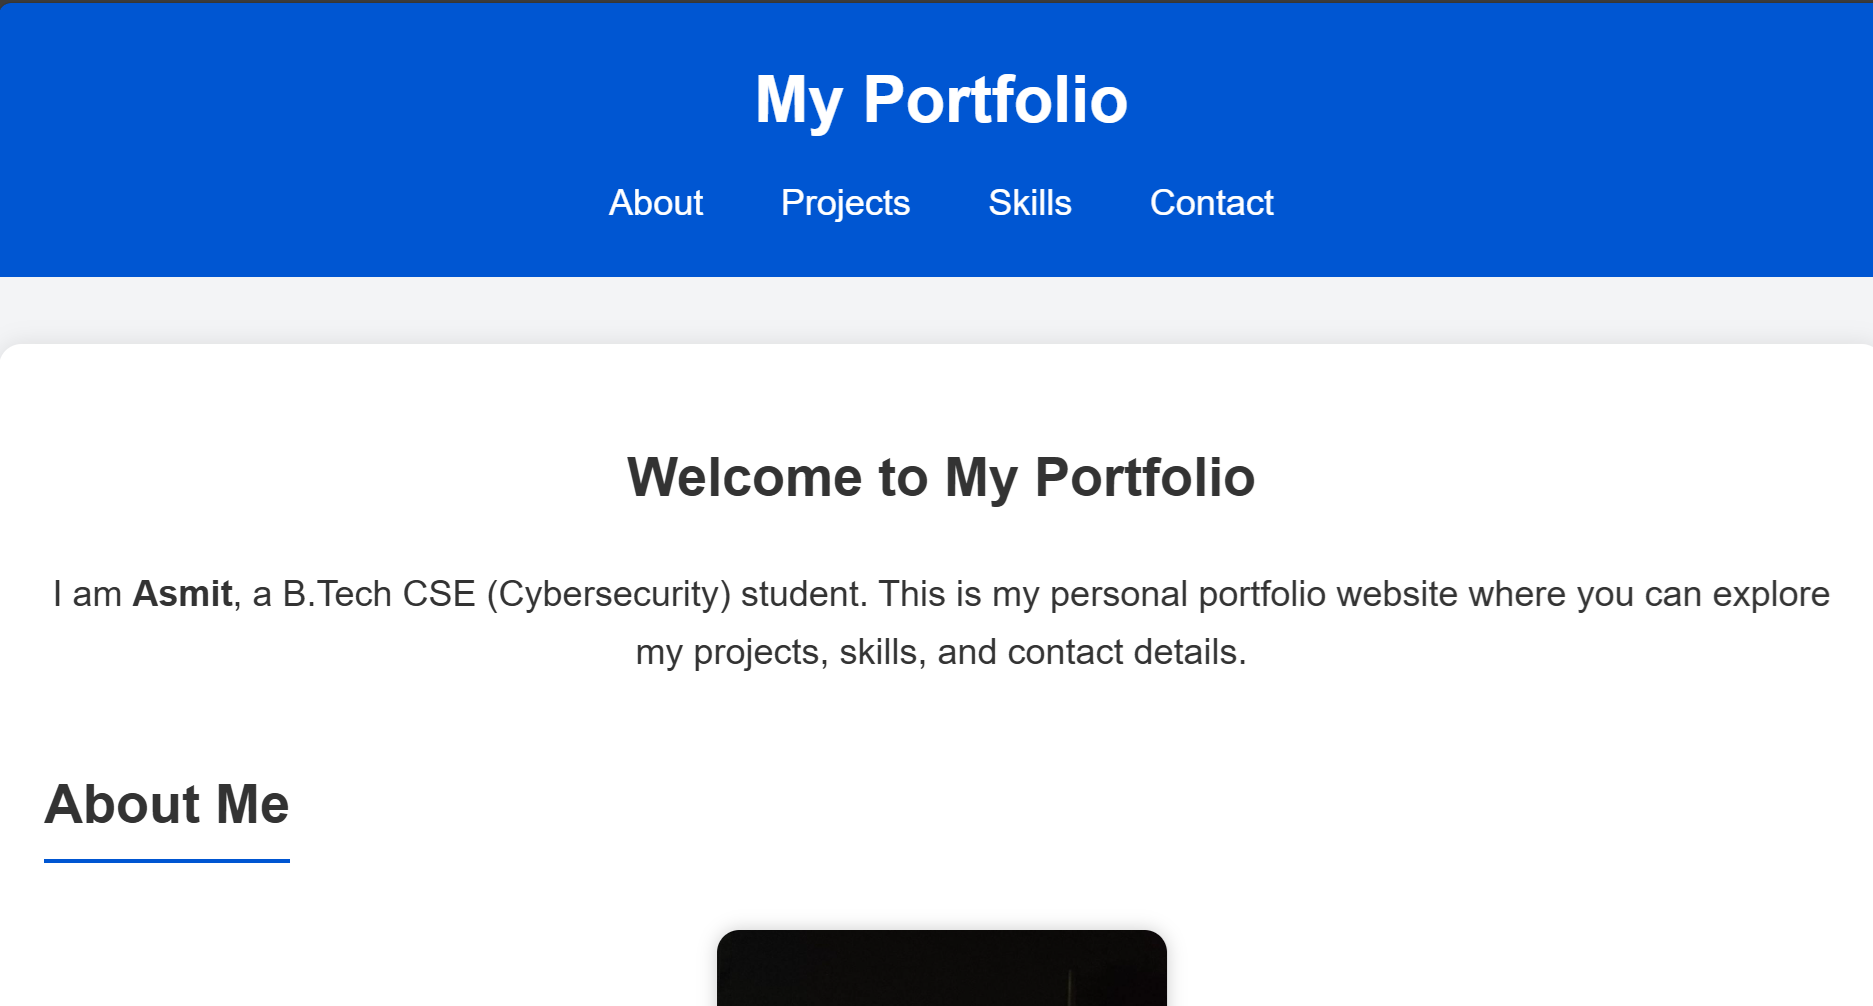 My Portfolio
About Projects Skills Contact
Welcome to My Portfolio
I am Asmit, a B.Tech CSE (Cybersecurity) student. This is my personal portfolio website where you can explore
my projects, skills, and contact details.
About Me